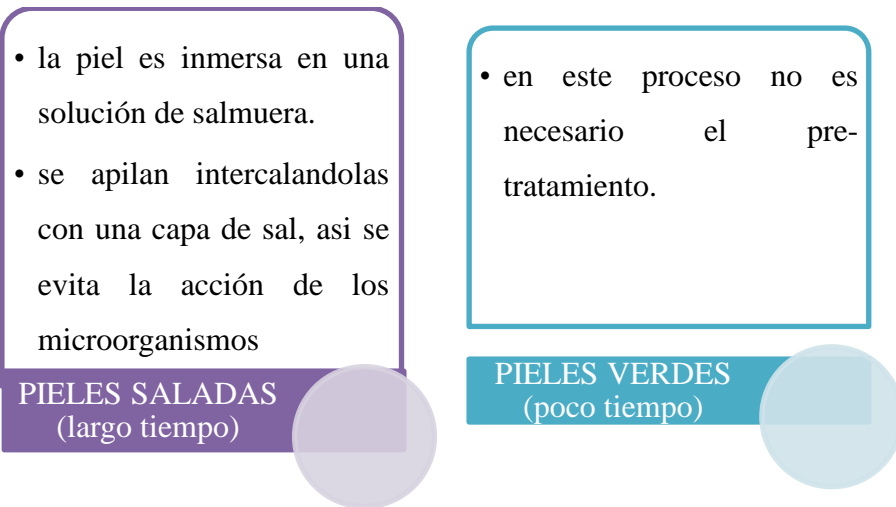 • la piel es inmersa en una
solución de salmuera.
• se apilan intercalandolas
con una capa de sal, asi se
evita la acción de los
microorganismos
PIELES SALADAS
(largo tiempo)
• en este proceso no es
necesario el pre-
tratamiento.
PIELES VERDES
(poco tiempo)